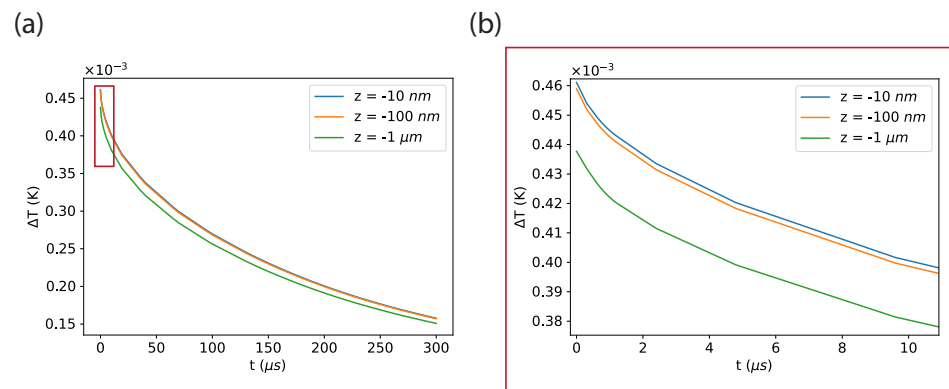 (a)
×10⁻³
0.45
0.40
0.35
0.30
0.25
0.20
0.15
ΔT (K)
0
50
100
150
200
250
300
t (μs)
z = -10 nm
z = -100 nm
z = -1 μm
(b)
×10⁻³
0.46
0.45
0.44
0.43
0.42
0.41
0.40
0.39
0.38
ΔT (K)
0
2
4
6
8
10
t (μs)
z = -10 nm
z = -100 nm
z = -1 μm